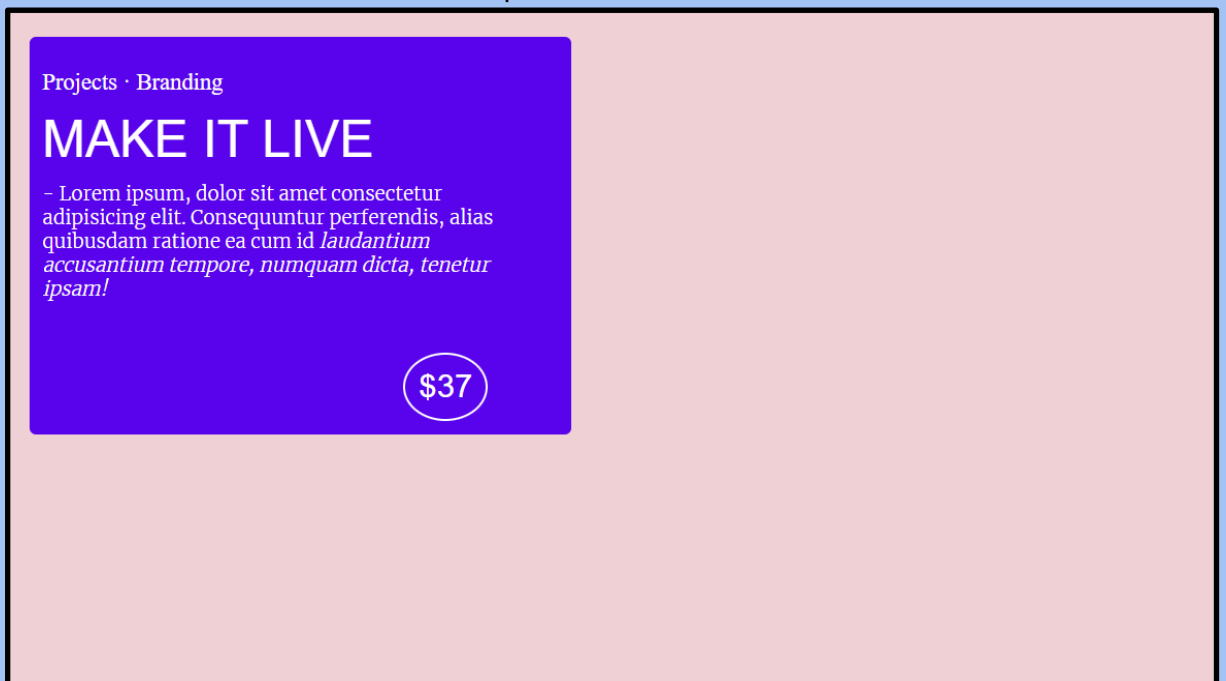 Projects · Branding
MAKE IT LIVE
- Lorem ipsum, dolor sit amet consectetur
adipisicing elit. Consequuntur perferendis, alias
quibusdam ratione ea cum id laudantium
accusantium tempore, numquam dicta, tenetur
ipsam!
$37